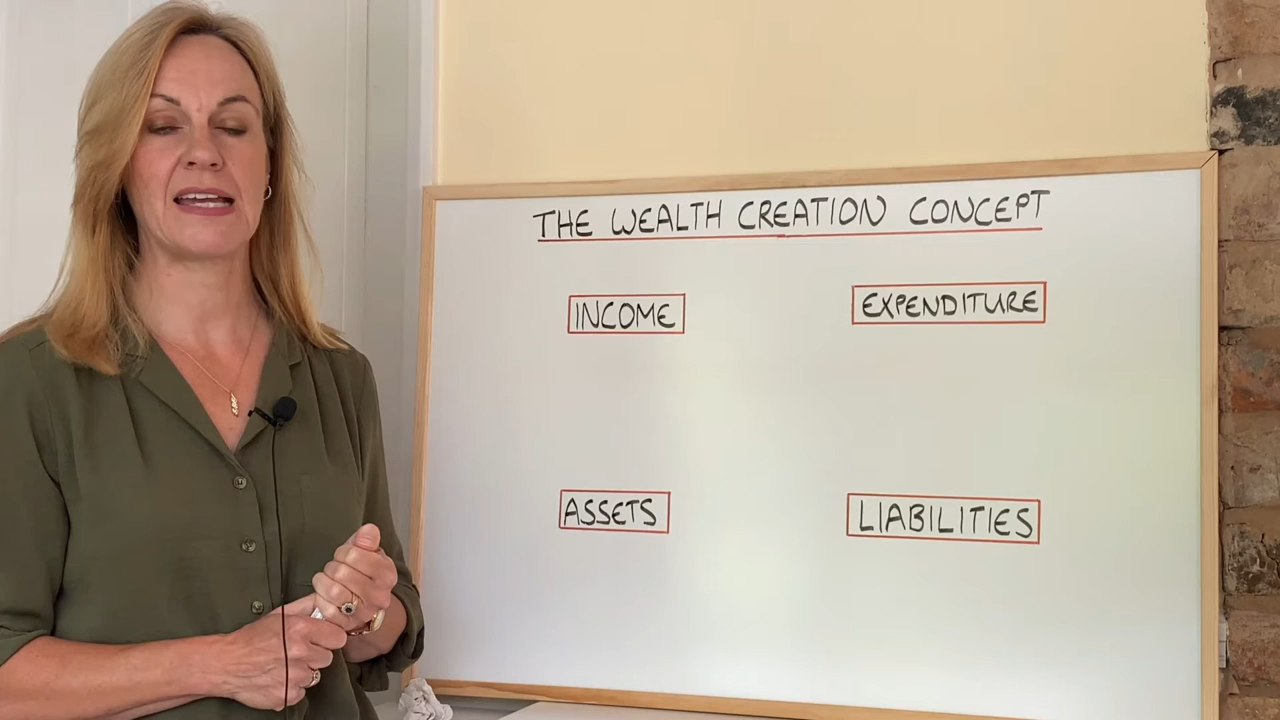 THE WEALTH CREATION CONCEPT
INCOME
EXPENDITURE
ASSETS
LIABILITIES